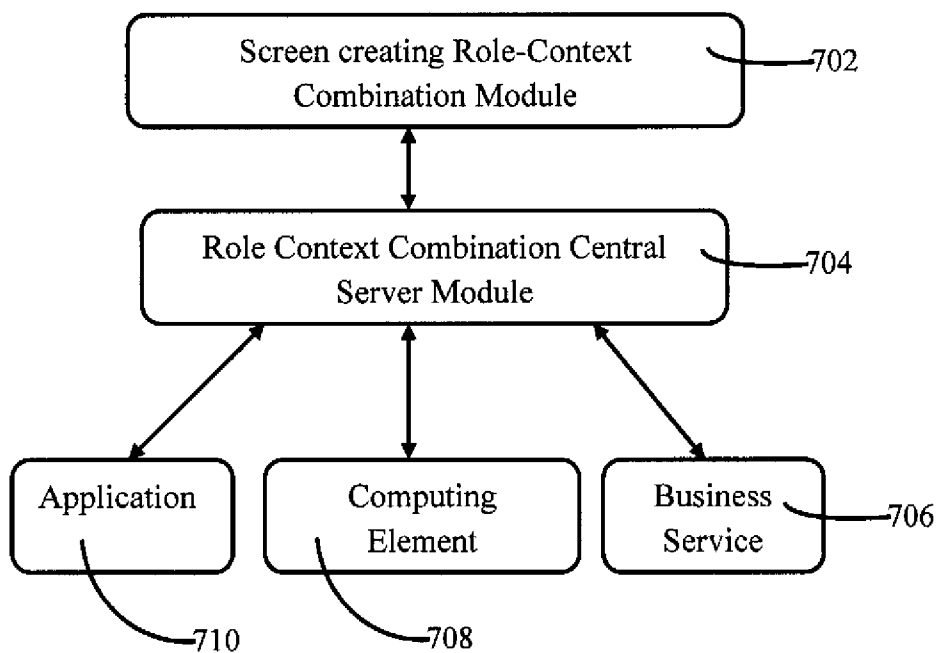 Screen creating Role-Context
Combination Module
702
Role Context Combination Central
Server Module
704
Application
Computing
Element
Business
Service
706
710
708